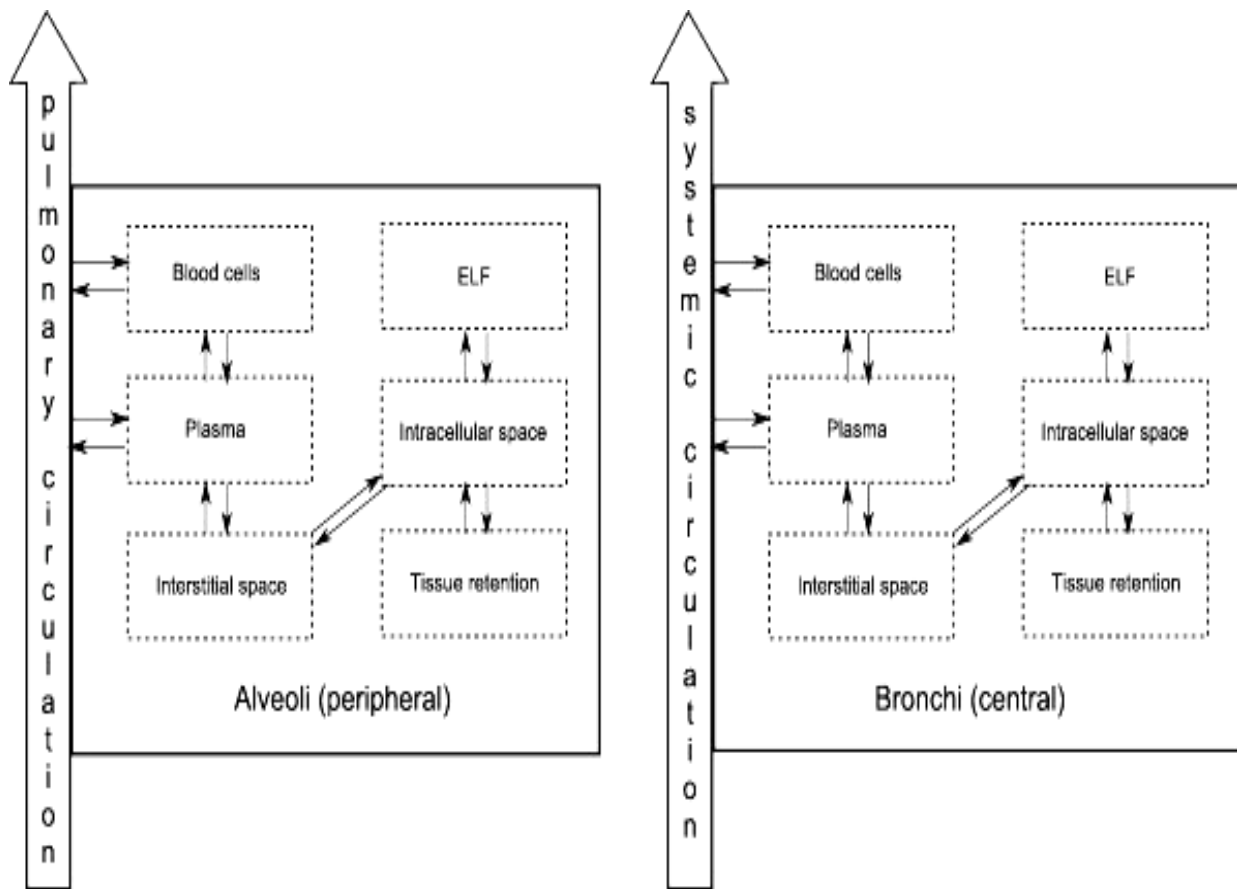 pulmonary circulation
Blood cells
ELF
Plasma
Intracellular space
Interstitial space
Tissue retention
Alveoli (peripheral)
systemic circulation
Blood cells
ELF
Plasma
Intracellular space
Interstitial space
Tissue retention
Bronchi (central)